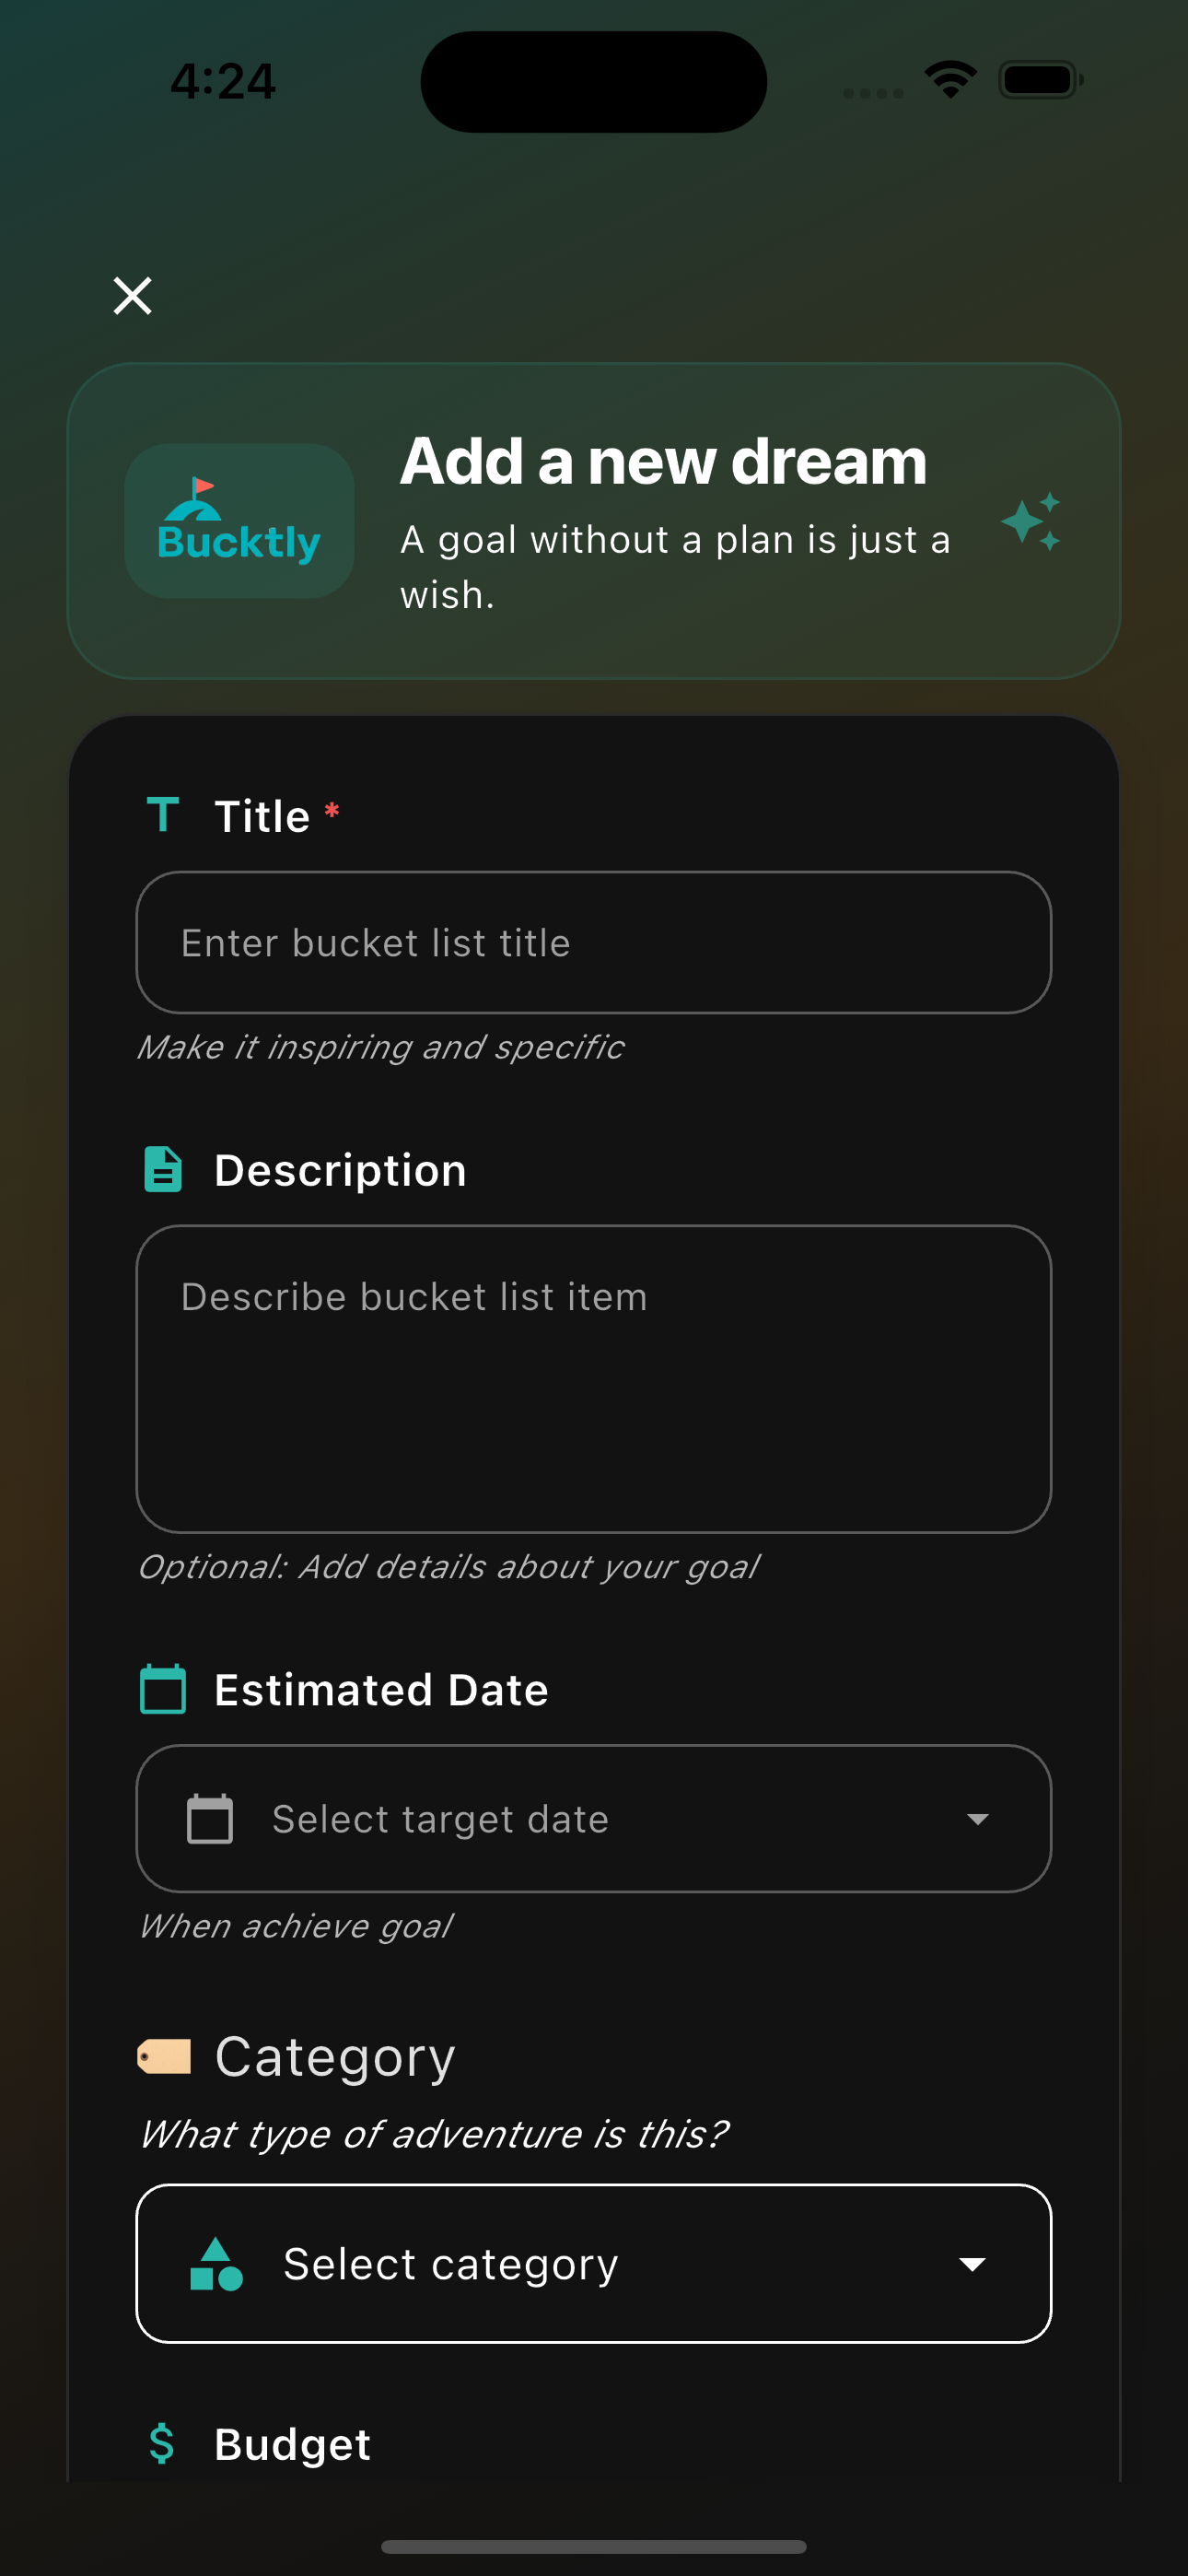 4:24
Bucktly
Add a new dream
A goal without a plan is just a
wish.
Title *
Enter bucket list title
Make it inspiring and specific
Description
Describe bucket list item
Optional: Add details about your goal
Estimated Date
Select target date
When achieve goal
Category
What type of adventure is this?
Select category
Budget